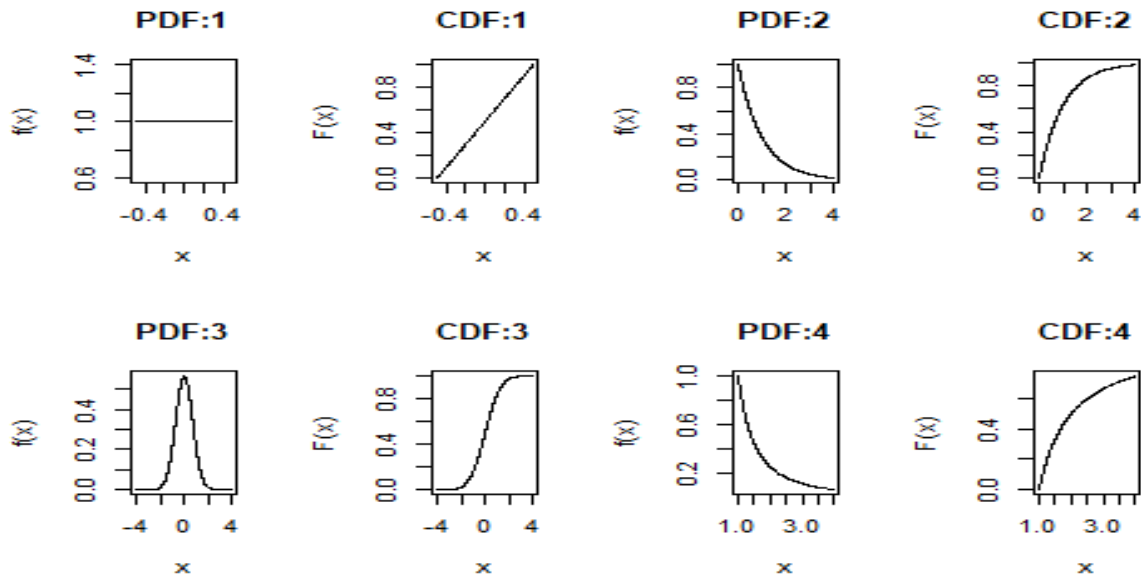 PDF:1 CDF:1 PDF:2 CDF:2
f(x) 0.6 1.0 1.4
-0.4 0.4
x
F(x) 0.0 0.4 0.8
-0.4 0.4
x
f(x) 0.0 0.4 0.8
0 2 4
x
F(x) 0.0 0.4 0.8
0 2 4
x
PDF:3 CDF:3 PDF:4 CDF:4
f(x) 0.0 0.2 0.4
-4 0 4
x
F(x) 0.0 0.4 0.8
-4 0 4
x
f(x) 0.2 0.6 1.0
1.0 3.0
x
F(x) 0.0 0.4
1.0 3.0
x